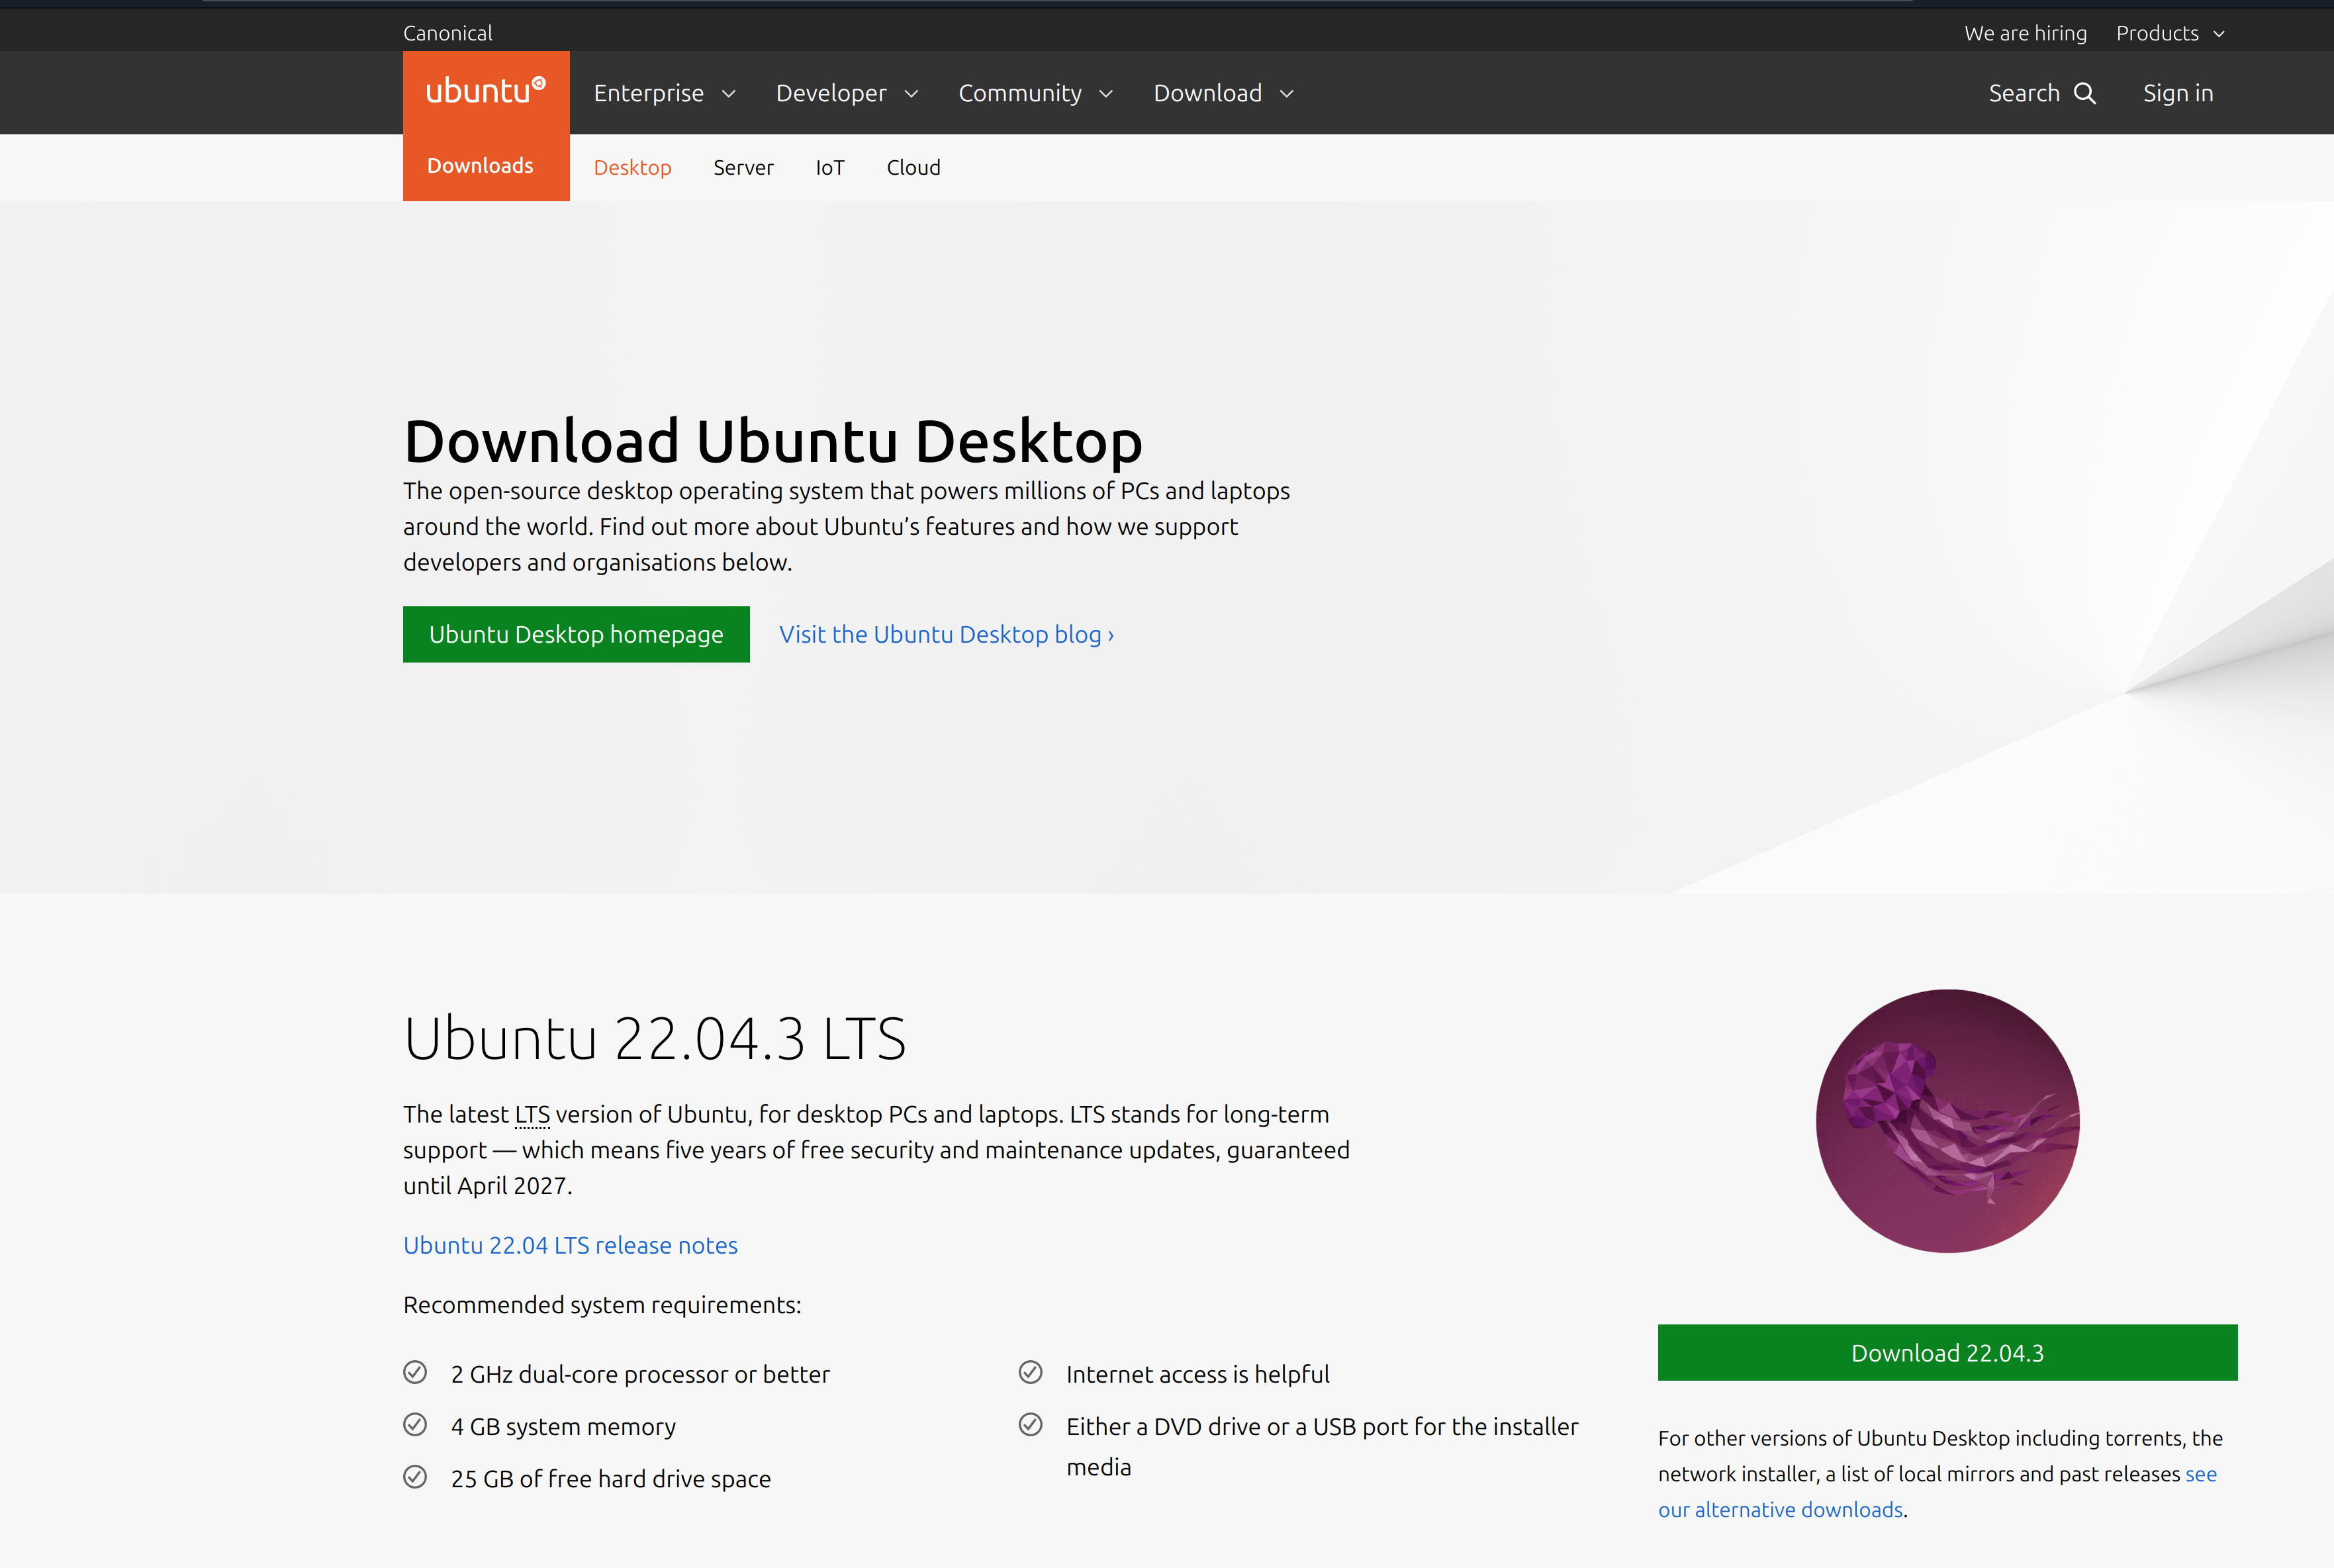 Canonical
We are hiring
Products
ubuntu
Enterprise
Developer
Community
Download
Search
Sign in
Downloads
Desktop
Server
IoT
Cloud
Download Ubuntu Desktop
The open-source desktop operating system that powers millions of PCs and laptops
around the world. Find out more about Ubuntu’s features and how we support
developers and organisations below.
Ubuntu Desktop homepage
Visit the Ubuntu Desktop blog ›
Ubuntu 22.04.3 LTS
The latest LTS version of Ubuntu, for desktop PCs and laptops. LTS stands for long-term
support — which means five years of free security and maintenance updates, guaranteed
until April 2027.
Ubuntu 22.04 LTS release notes
Recommended system requirements:
2 GHz dual-core processor or better
4 GB system memory
25 GB of free hard drive space
Internet access is helpful
Either a DVD drive or a USB port for the installer
media
Download 22.04.3
For other versions of Ubuntu Desktop including torrents, the
network installer, a list of local mirrors and past releases see
our alternative downloads.